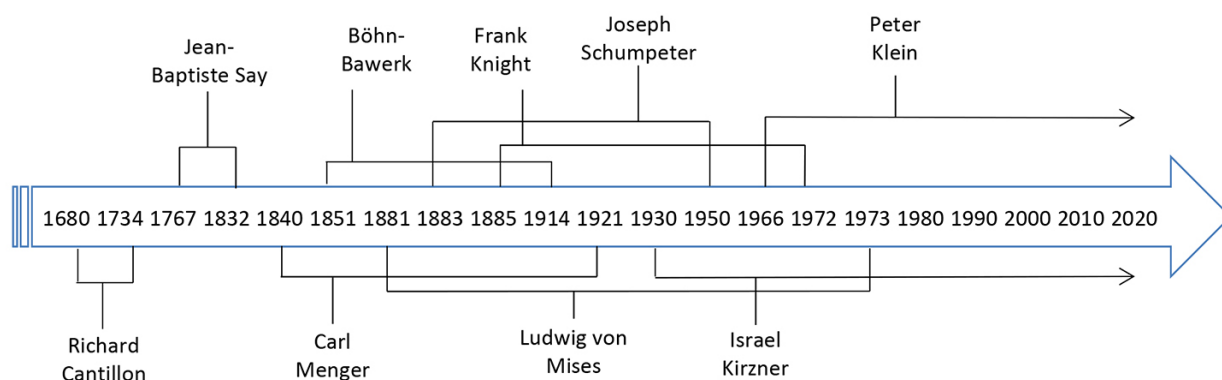 Jean-
Baptiste Say
Böhn-
Bawerk
Frank
Knight
Joseph
Schumpeter
Peter
Klein
1680 1734 1767 1832 1840 1851 1881 1883 1885 1914 1921 1930 1950 1966 1972 1973 1980 1990 2000 2010 2020
Richard
Cantillon
Carl
Menger
Ludwig von
Mises
Israel
Kirzner